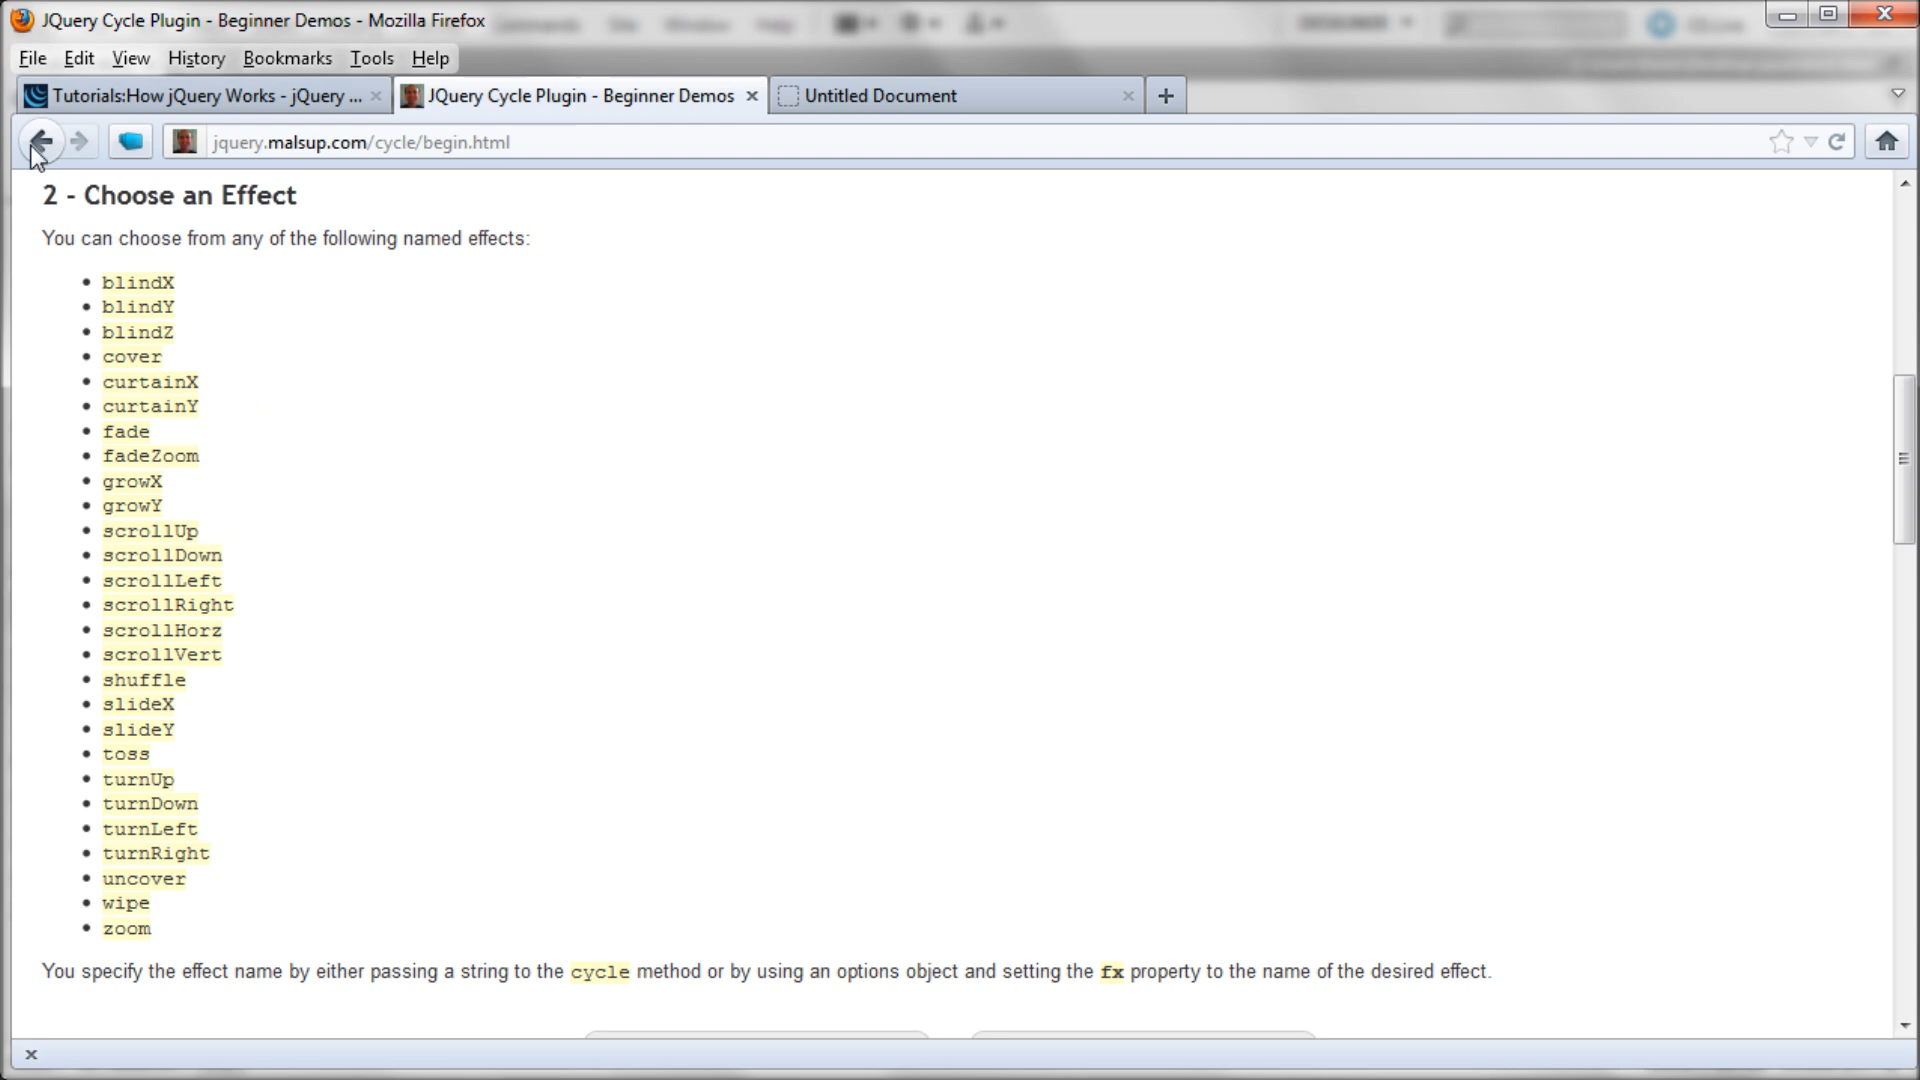 JQuery Cycle Plugin - Beginner Demos - Mozilla Firefox
Commands Site Window Help
DESIGNER
File Edit View History Bookmarks Tools Help
Tutorials:How jQuery Works - jQuery ... JQuery Cycle Plugin - Beginner Demos Untitled Document
jquery.malsup.com/cycle/begin.html
2 - Choose an Effect
You can choose from any of the following named effects:
blindX
blindY
blindZ
cover
curtainX
curtainY
fade
fadeZoom
growX
growY
scrollUp
scrollDown
scrollLeft
scrollRight
scrollHorz
scrollVert
shuffle
slideX
slideY
toss
turnUp
turnDown
turnLeft
turnRight
uncover
wipe
zoom
You specify the effect name by either passing a string to the cycle method or by using an options object and setting the fx property to the name of the desired effect.